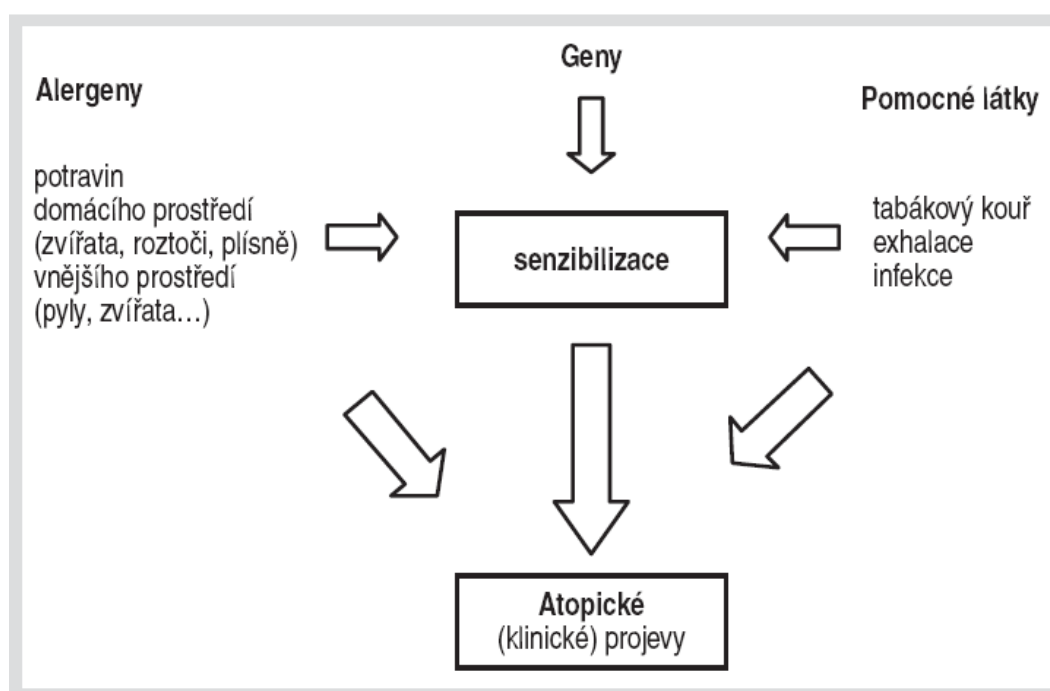 Geny
Alergeny
Pomocné látky
potravin
domácího prostředí
(zvířata, roztoči, plísně)
vnějšího prostředí
(pyly, zvířata…)
senzibilizace
tabákový kouř
exhalace
infekce
Atopické
(klinické) projevy